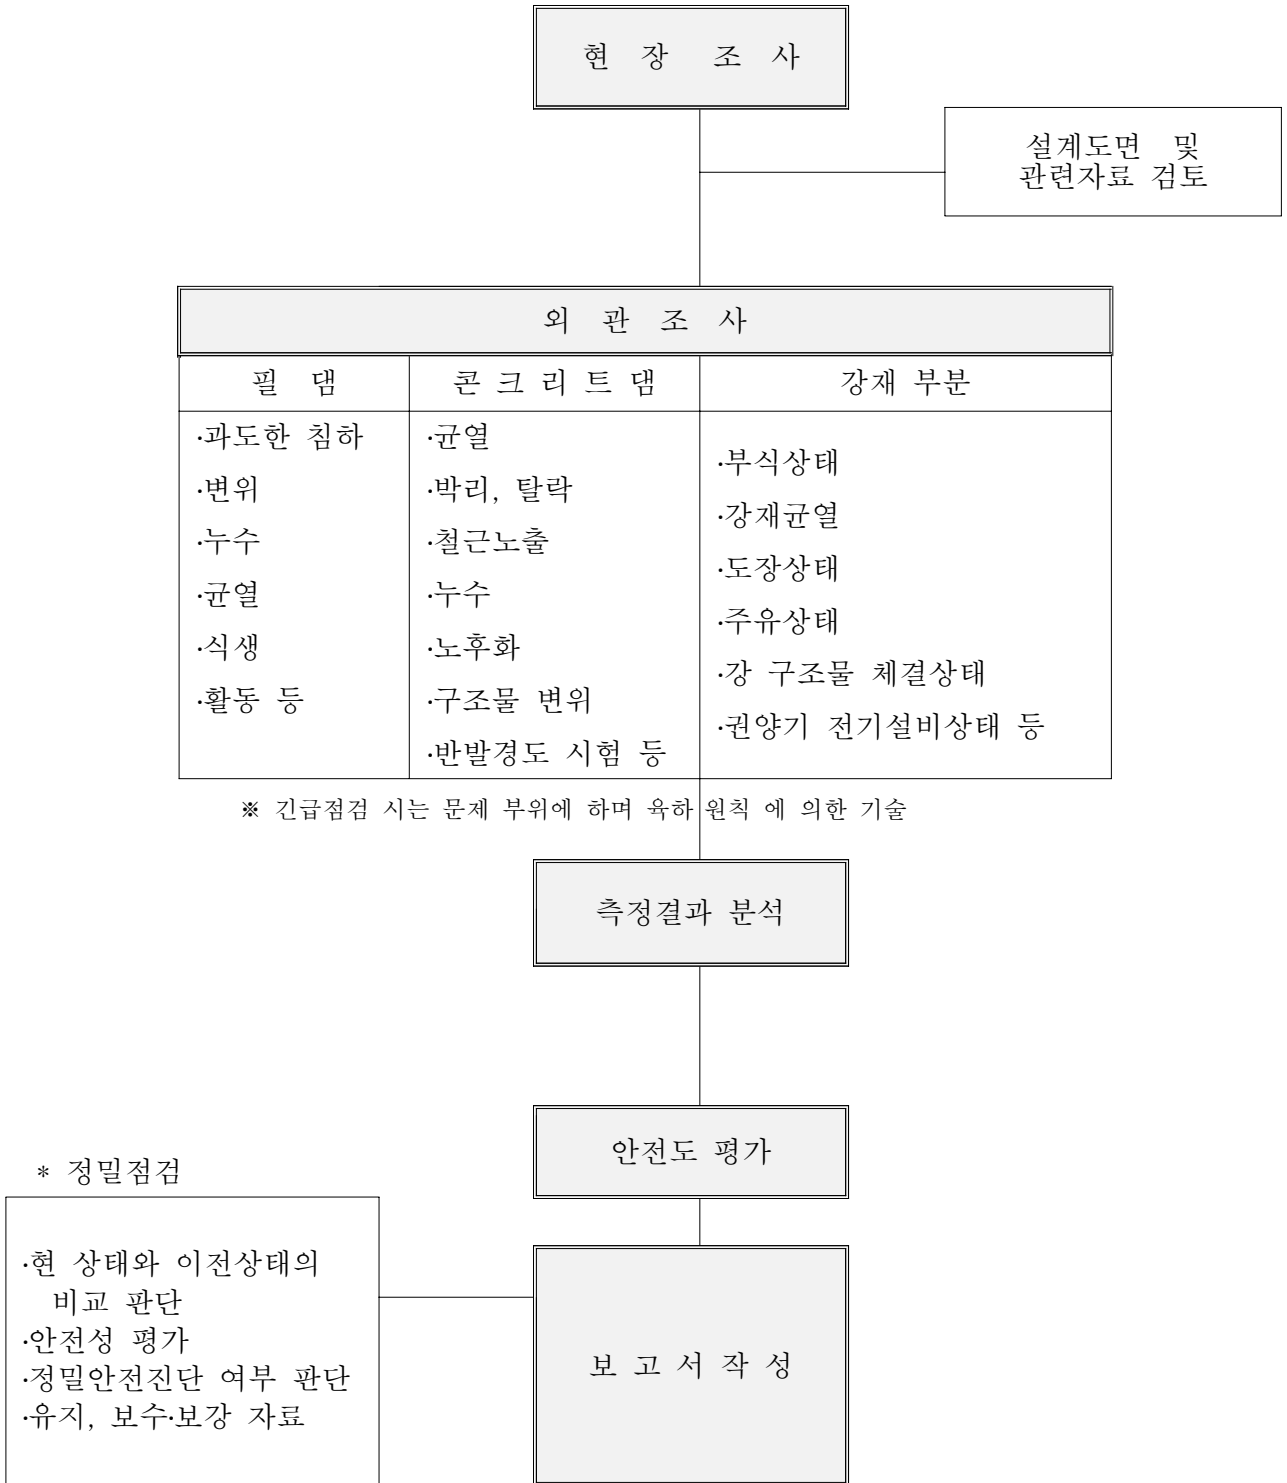 현 장 조 사
설계도면 및
관련자료 검토
외 관 조 사
필 댐
콘 크 리 트 댐
강재 부분
·과도한 침하
·변위
·누수
·균열
·식생
·활동 등
·균열
·박리, 탈락
·철근노출
·누수
·노후화
·구조물 변위
·반발경도 시험 등
·부식상태
·강재균열
·도장상태
·주유상태
·강 구조물 체결상태
·권양기 전기설비상태 등
※ 긴급점검 시는 문제 부위에 하며 육하 원칙 에 의한 기술
측정결과 분석
안전도 평가
* 정밀점검
·현 상태와 이전상태의
비교 판단
·안전성 평가
·정밀안전진단 여부 판단
·유지, 보수·보강 자료
보 고 서 작 성